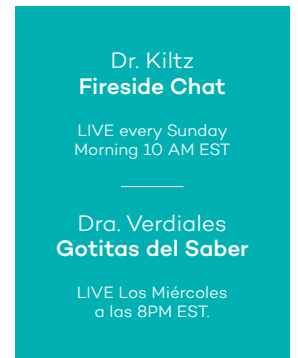 Dr. Kiltz
Fireside Chat
LIVE every Sunday
Morning 10 AM EST
Dra. Verdiales
Gotitas del Saber
LIVE Los Miércoles
a las 8PM EST.